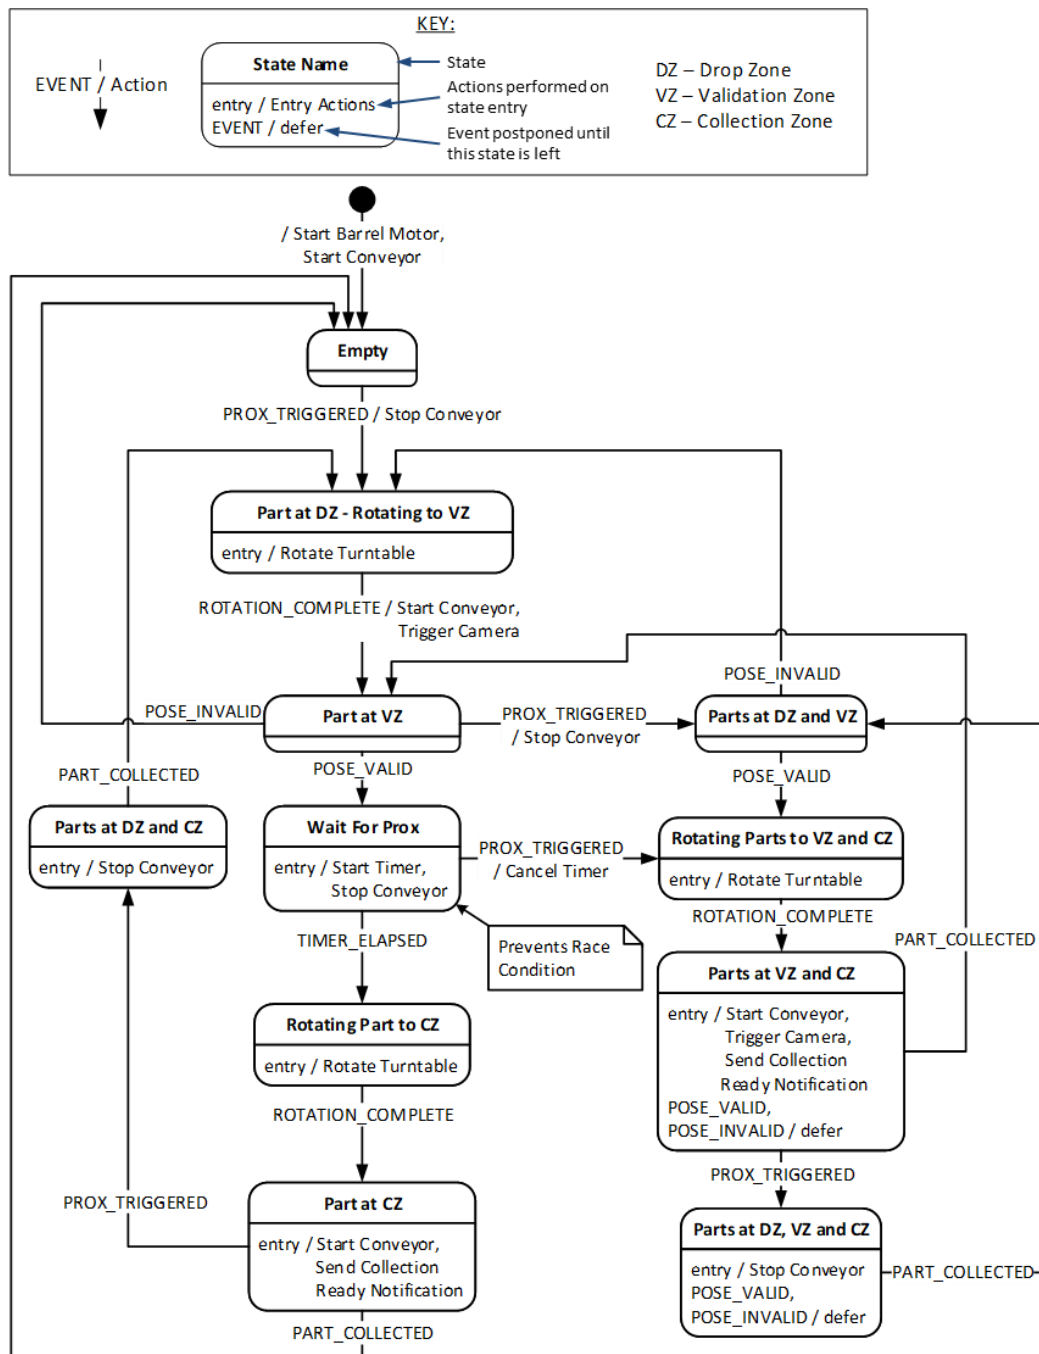 KEY:
EVENT / Action
State Name
entry / Entry Actions
EVENT / defer
State
Actions performed on
state entry
Event postponed until
this state is left
DZ – Drop Zone
VZ – Validation Zone
CZ – Collection Zone
/ Start Barrel Motor,
Start Conveyor
Empty
PROX_TRIGGERED / Stop Conveyor
Part at DZ - Rotating to VZ
entry / Rotate Turntable
ROTATION_COMPLETE / Start Conveyor,
Trigger Camera
POSE_INVALID
POSE_INVALID
Part at VZ
PROX_TRIGGERED
/ Stop Conveyor
Parts at DZ and VZ
POSE_VALID
POSE_VALID
PART_COLLECTED
Parts at DZ and CZ
entry / Stop Conveyor
Wait For Prox
entry / Start Timer,
Stop Conveyor
PROX_TRIGGERED
/ Cancel Timer
Rotating Parts to VZ and CZ
entry / Rotate Turntable
TIMER_ELAPSED
Prevents Race
Condition
ROTATION_COMPLETE
PART_COLLECTED
Parts at VZ and CZ
entry / Start Conveyor,
Trigger Camera,
Send Collection
Ready Notification
POSE_VALID,
POSE_INVALID / defer
Rotating Part to CZ
entry / Rotate Turntable
ROTATION_COMPLETE
PROX_TRIGGERED
PROX_TRIGGERED
Part at CZ
entry / Start Conveyor,
Send Collection
Ready Notification
Parts at DZ, VZ and CZ
entry / Stop Conveyor
POSE_VALID,
POSE_INVALID / defer
PART_COLLECTED
PART_COLLECTED